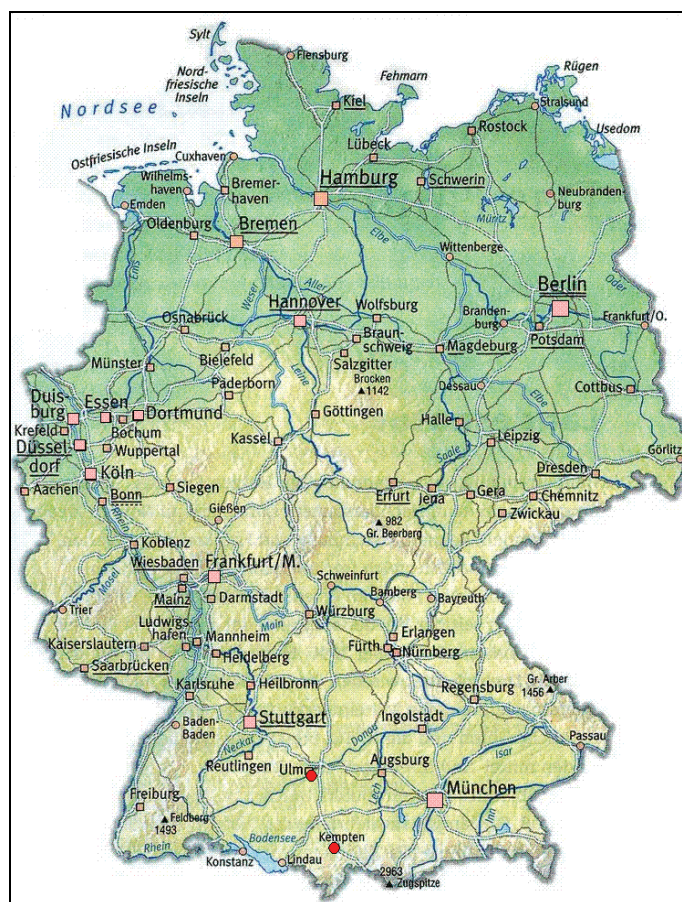 Sylt
Flensburg
Nord-
friesische
Inseln
Fehmarn
Rügen
Nordsee
Kiel
Stralsund
Rostock
Usedom
Ostfriesische Inseln
Cuxhaven
Lübeck
Wilhelms-
haven
Bremer-
haven
Hamburg
Schwerin
Neubranden-
burg
Müritz
Emden
Oldenburg
Bremen
Elbe
Wittenberge
Ems
Weser
Aller
Berlin
Oder
Hannover
Wolfsburg
Branden-
burg
Frankfurt/O.
Osnabrück
Braun-
schweig
Potsdam
Magdeburg
Bielefeld
Salzgitter
Leine
Münster
Brocken
1142
Paderborn
Dessau
Elbe
Cottbus
Duis-
burg
Essen
Dortmund
Göttingen
Halle
Krefeld
Bochum
Wuppertal
Kassel
Leipzig
Düssel-
dorf
Saale
Görlitz
Köln
Dresden
Aachen
Siegen
Erfurt
Jena
Gera
Chemnitz
Bonn
Zwickau
Rhein
Gießen
982
Gr. Beerberg
Koblenz
Wiesbaden
Frankfurt/M.
Schweinfurt
Mosel
Mainz
Darmstadt
Bamberg
Bayreuth
Trier
Main
Würzburg
Ludwigs-
hafen
Mannheim
Erlangen
Kaiserslautern
Fürth
Nürnberg
Saarbrücken
Heidelberg
Gr. Arber
1456
Karlsruhe
Heilbronn
Regensburg
Stuttgart
Baden-
Baden
Ingolstadt
Donau
Passau
Neckar
Isar
Reutlingen
Ulm
Augsburg
München
Lech
Inn
Freiburg
Feldberg
1493
Bodensee
Kempten
Rhein
Konstanz
Lindau
2963
Zugspitze